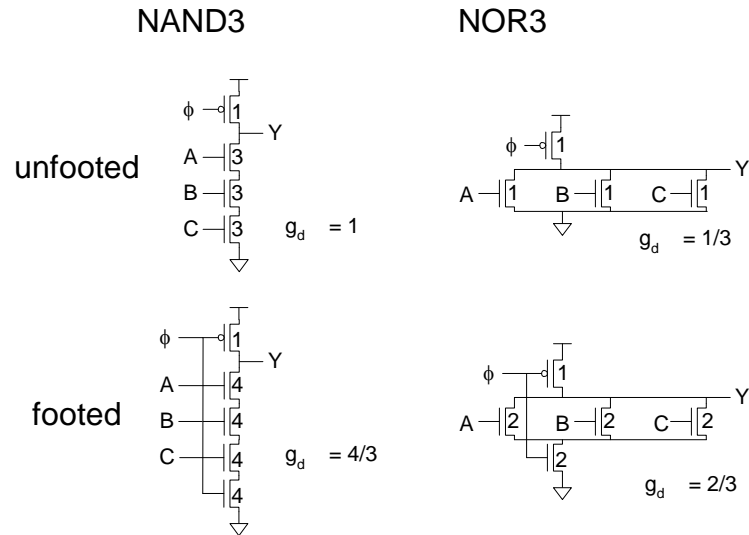 NAND3
NOR3
unfooted
ϕ 1
Y
A 3
B 3
C 3
g_d = 1
ϕ 1
Y
A 1 B 1 C 1
g_d = 1/3
footed
ϕ 1
Y
A 4
B 4
C 4
4
g_d = 4/3
ϕ 1
Y
A 2 B 2 C 2
2
g_d = 2/3